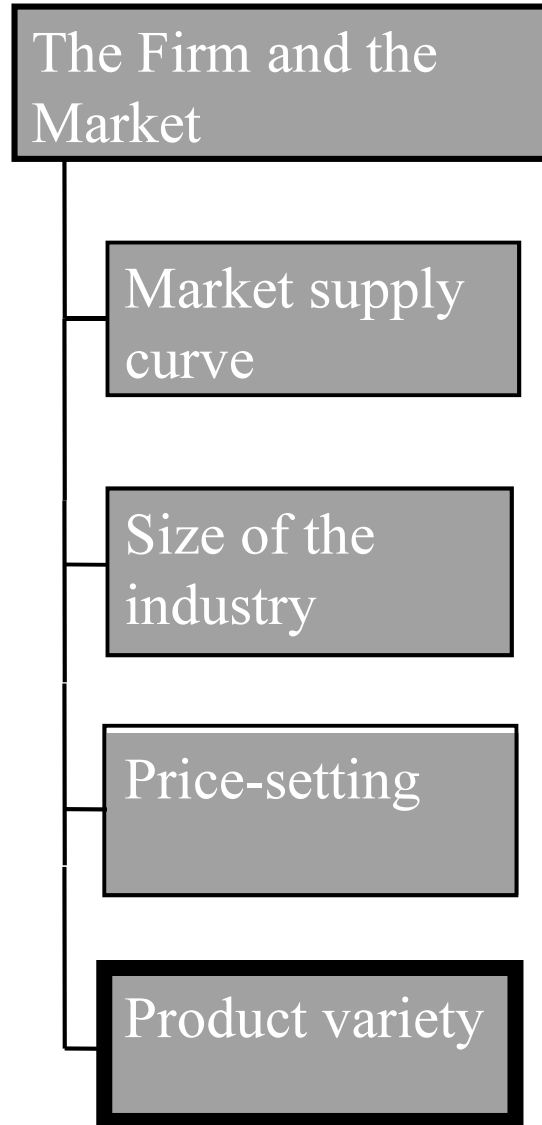 The Firm and the
Market
Market supply
curve
Size of the
industry
Price-setting
Product variety